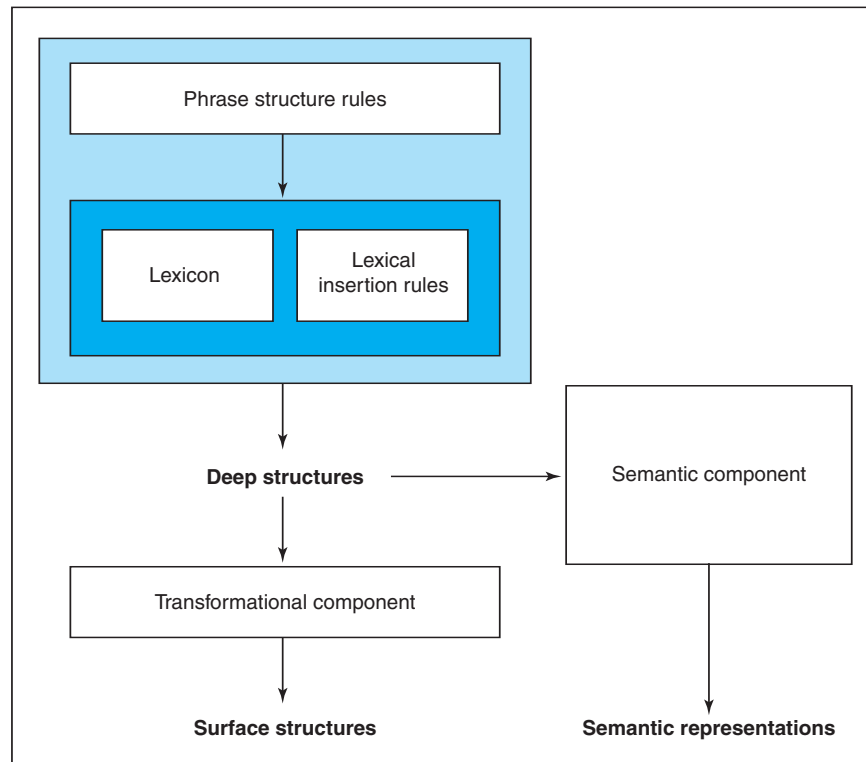 Phrase structure rules
Lexicon
Lexical
insertion rules
Deep structures
Semantic component
Transformational component
Surface structures
Semantic representations